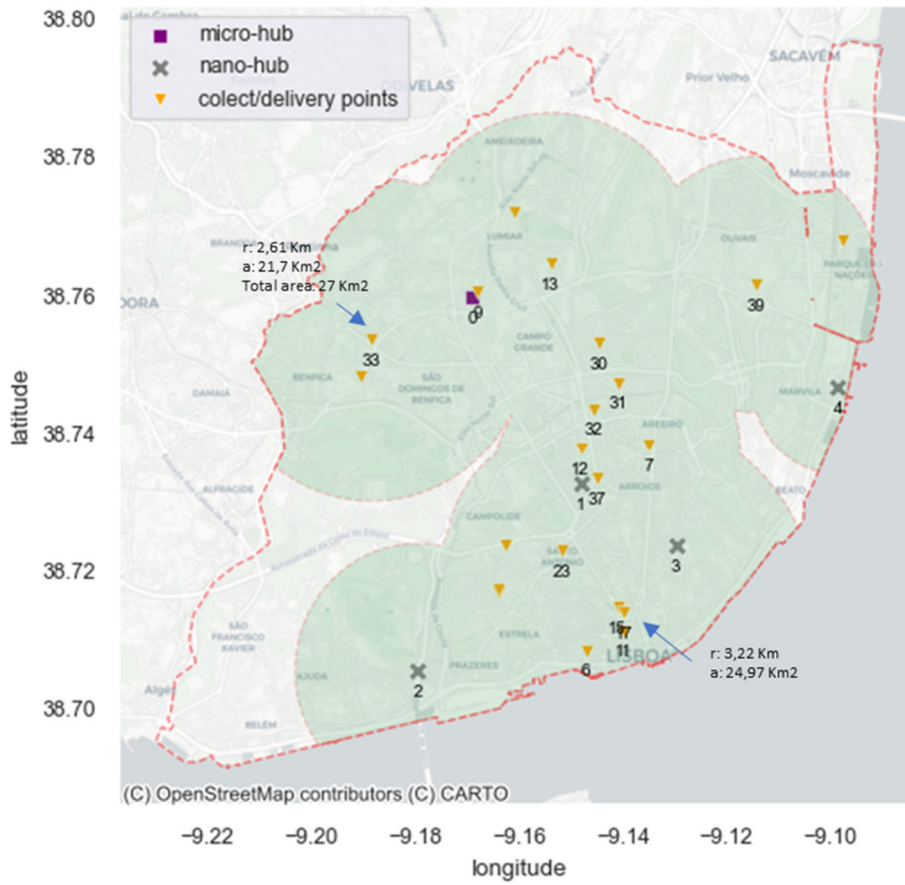 38.80
38.78
38.76
38.74
38.72
38.70
latitude
micro-hub
nano-hub
colect/delivery points
ODIVELAS
SACAVÉM
Prior Velho
AMEIXOEIRA
Moscavide
LUMIAR
OLIVAIS
PARQUE DAS
NAÇÕES
r: 2,61 Km
a: 21,7 Km2
Total area: 27 Km2
13
39
0
9
CAMPO
GRANDE
33
30
BENFICA
SÃO
DOMINGOS DE
BENFICA
DAMAIA
31
MARVILA
4
32
AREEIRO
7
12
ALFRAGIDE
37
ARROIOS
BEATO
1
CAMPOLIDE
SANTO
ANTÓNIO
23
3
SÃO
FRANCISCO
XAVIER
ESTRELA
15
17
11
LISBOA
6
r: 3,22 Km
a: 24,97 Km2
PRAZERES
AJUDA
2
Algés
BELÉM
(C) OpenStreetMap contributors (C) CARTO
−9.22 −9.20 −9.18 −9.16 −9.14 −9.12 −9.10
longitude